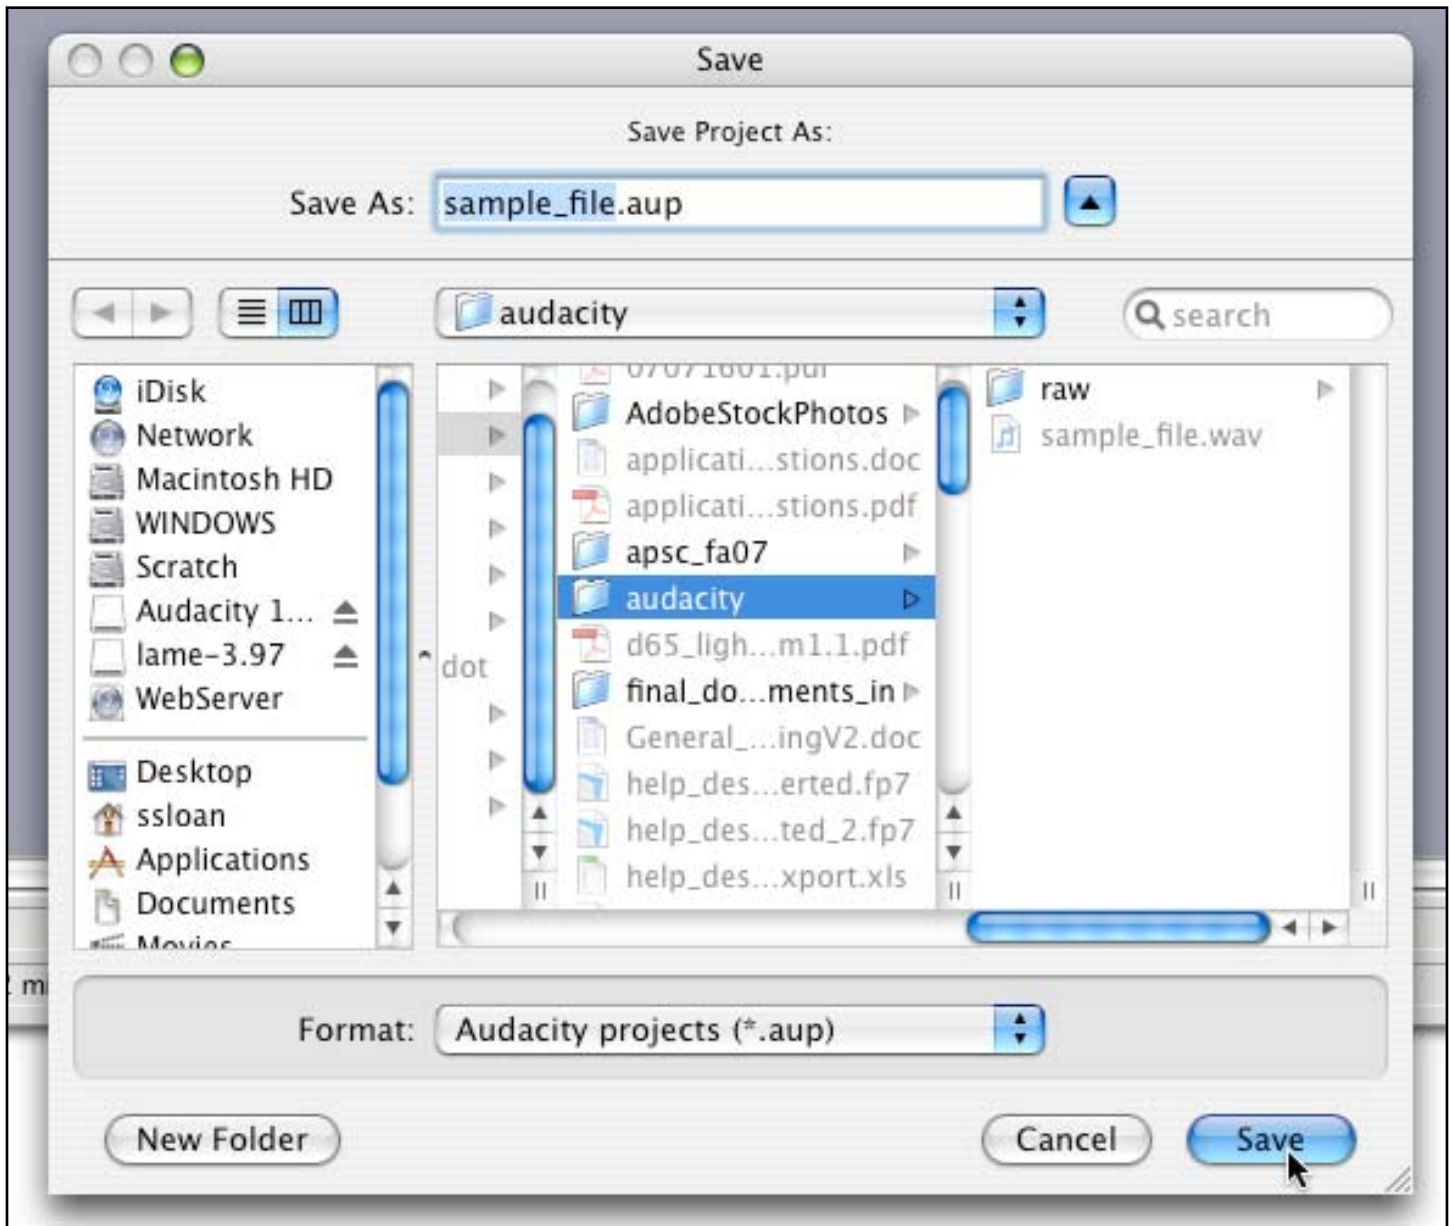 Save
Save Project As:
Save As: sample_file.aup
audacity
search
iDisk
Network
Macintosh HD
WINDOWS
Scratch
Audacity 1...
lame-3.97
WebServer
Desktop
ssloan
Applications
Documents
Movies
dot
07071601.pdf
AdobeStockPhotos
applicati...stions.doc
applicati...stions.pdf
apsc_fa07
audacity
d65_ligh...m1.1.pdf
final_do...ments_in
General_...ingV2.doc
help_des...erted.fp7
help_des...ted_2.fp7
help_des...xport.xls
raw
sample_file.wav
m
Format: Audacity projects (*.aup)
New Folder
Cancel
Save